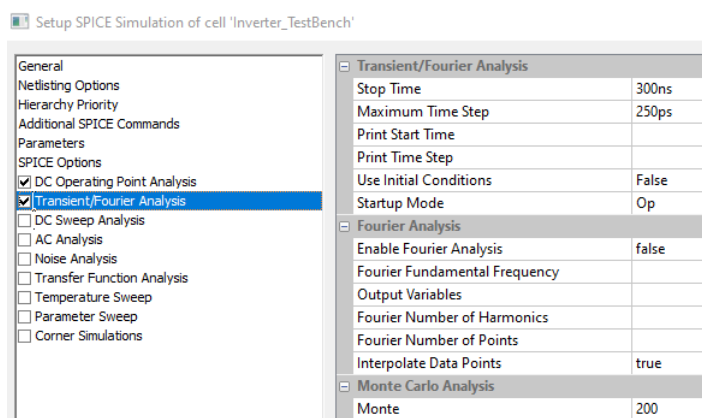 Setup SPICE Simulation of cell 'Inverter_TestBench'
General
Netlisting Options
Hierarchy Priority
Additional SPICE Commands
Parameters
SPICE Options
DC Operating Point Analysis
Transient/Fourier Analysis
DC Sweep Analysis
AC Analysis
Noise Analysis
Transfer Function Analysis
Temperature Sweep
Parameter Sweep
Corner Simulations
Transient/Fourier Analysis
Stop Time 300ns
Maximum Time Step 250ps
Print Start Time
Print Time Step
Use Initial Conditions False
Startup Mode Op
Fourier Analysis
Enable Fourier Analysis false
Fourier Fundamental Frequency
Output Variables
Fourier Number of Harmonics
Fourier Number of Points
Interpolate Data Points true
Monte Carlo Analysis
Monte 200